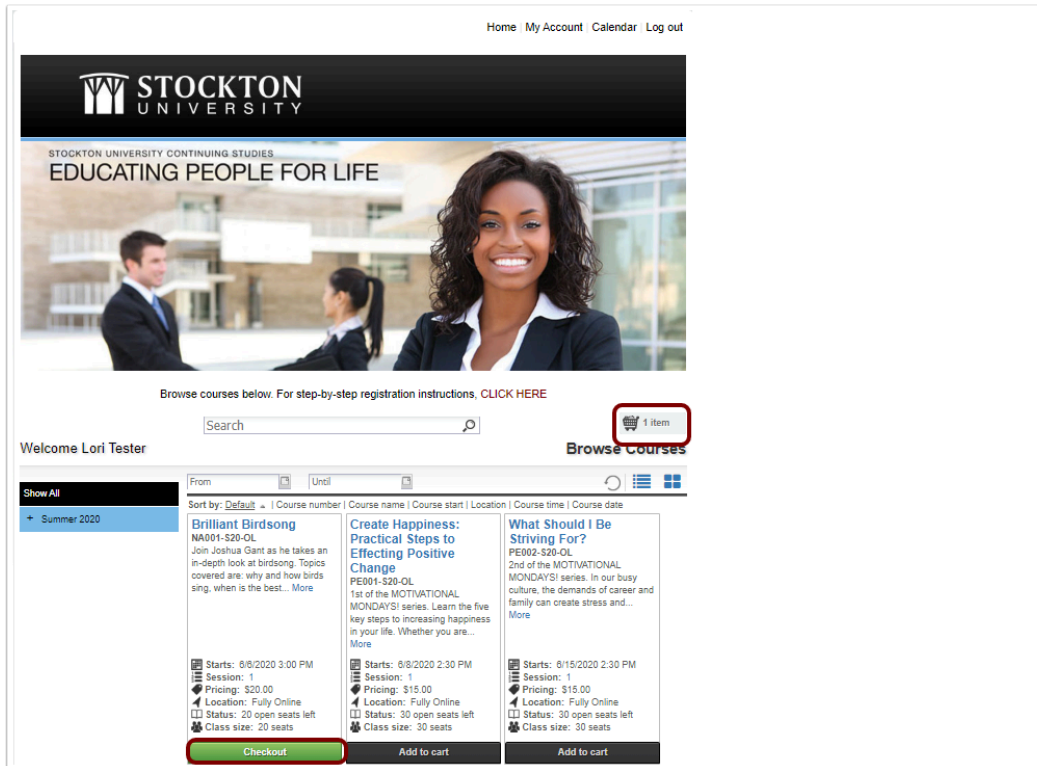 Home | My Account | Calendar | Log out
STOCKTON
UNIVERSITY
STOCKTON UNIVERSITY CONTINUING STUDIES
EDUCATING PEOPLE FOR LIFE
Browse courses below. For step-by-step registration instructions, CLICK HERE
Search
1 item
Welcome Lori Tester
Browse Courses
From
Until
Show All
+ Summer 2020
Sort by: Default | Course number | Course name | Course start | Location | Course time | Course date
Brilliant Birdsong
NA001-S20-OL
Join Joshua Gant as he takes an
in-depth look at birdsong. Topics
covered are: why and how birds
sing, when is the best... More
Starts: 6/6/2020 3:00 PM
Session: 1
Pricing: $20.00
Location: Fully Online
Status: 20 open seats left
Class size: 20 seats
Checkout
Create Happiness:
Practical Steps to
Effecting Positive
Change
PE001-S20-OL
1st of the MOTIVATIONAL
MONDAYS! series. Learn the five
key steps to increasing happiness
in your life. Whether you are...
More
Starts: 6/8/2020 2:30 PM
Session: 1
Pricing: $15.00
Location: Fully Online
Status: 30 open seats left
Class size: 30 seats
Add to cart
What Should I Be
Striving For?
PE002-S20-OL
2nd of the MOTIVATIONAL
MONDAYS! series. In our busy
culture, the demands of career and
family can create stress and...
More
Starts: 6/15/2020 2:30 PM
Session: 1
Pricing: $15.00
Location: Fully Online
Status: 30 open seats left
Class size: 30 seats
Add to cart